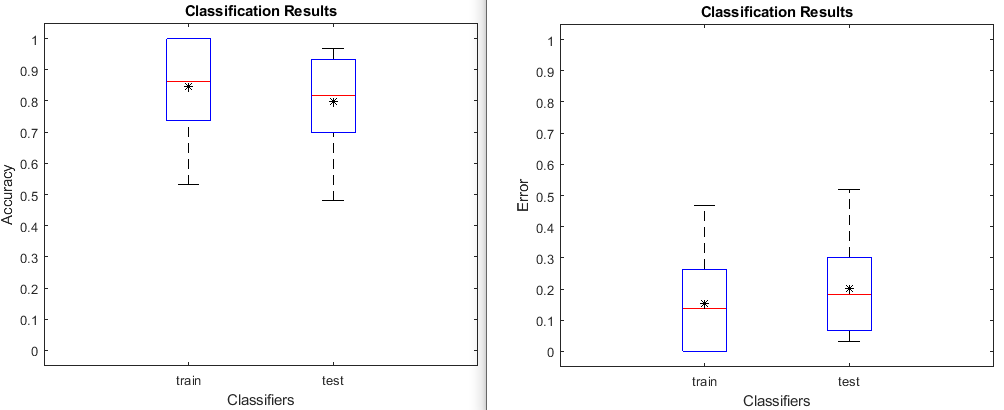 Classification Results
Accuracy
1
0.9
0.8
0.7
0.6
0.5
0.4
0.3
0.2
0.1
0
train test
Classifiers
Classification Results
Error
1
0.9
0.8
0.7
0.6
0.5
0.4
0.3
0.2
0.1
0
train test
Classifiers